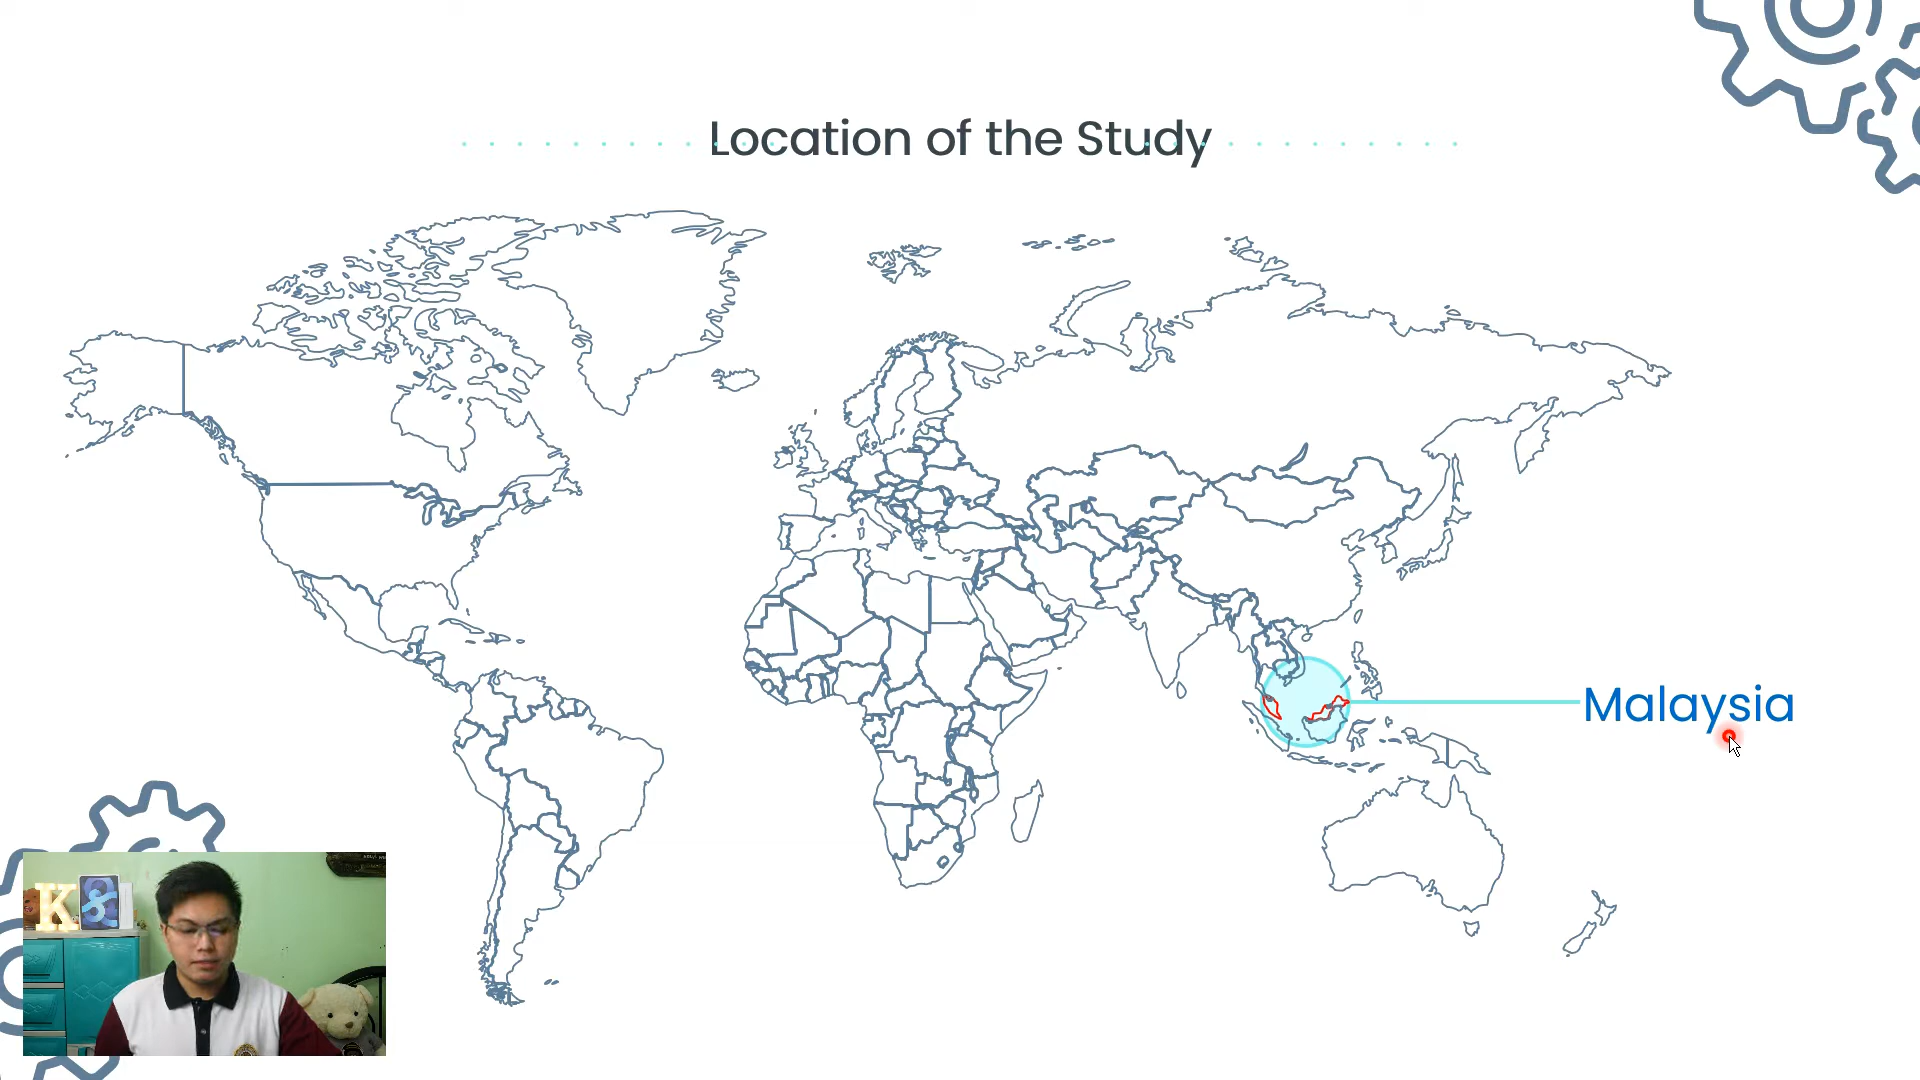 Location of the Study
Malaysia
K